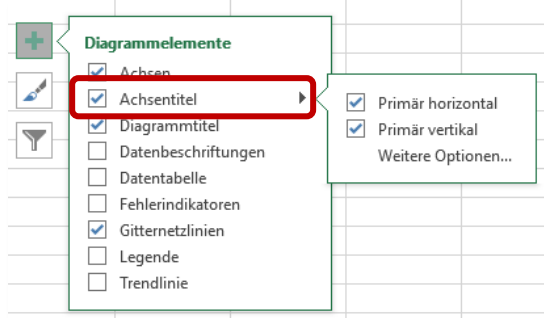 Diagrammelemente
Achsen
Achsentitel
Diagrammtitel
Datenbeschriftungen
Datentabelle
Fehlerindikatoren
Gitternetzlinien
Legende
Trendlinie
Primär horizontal
Primär vertikal
Weitere Optionen...